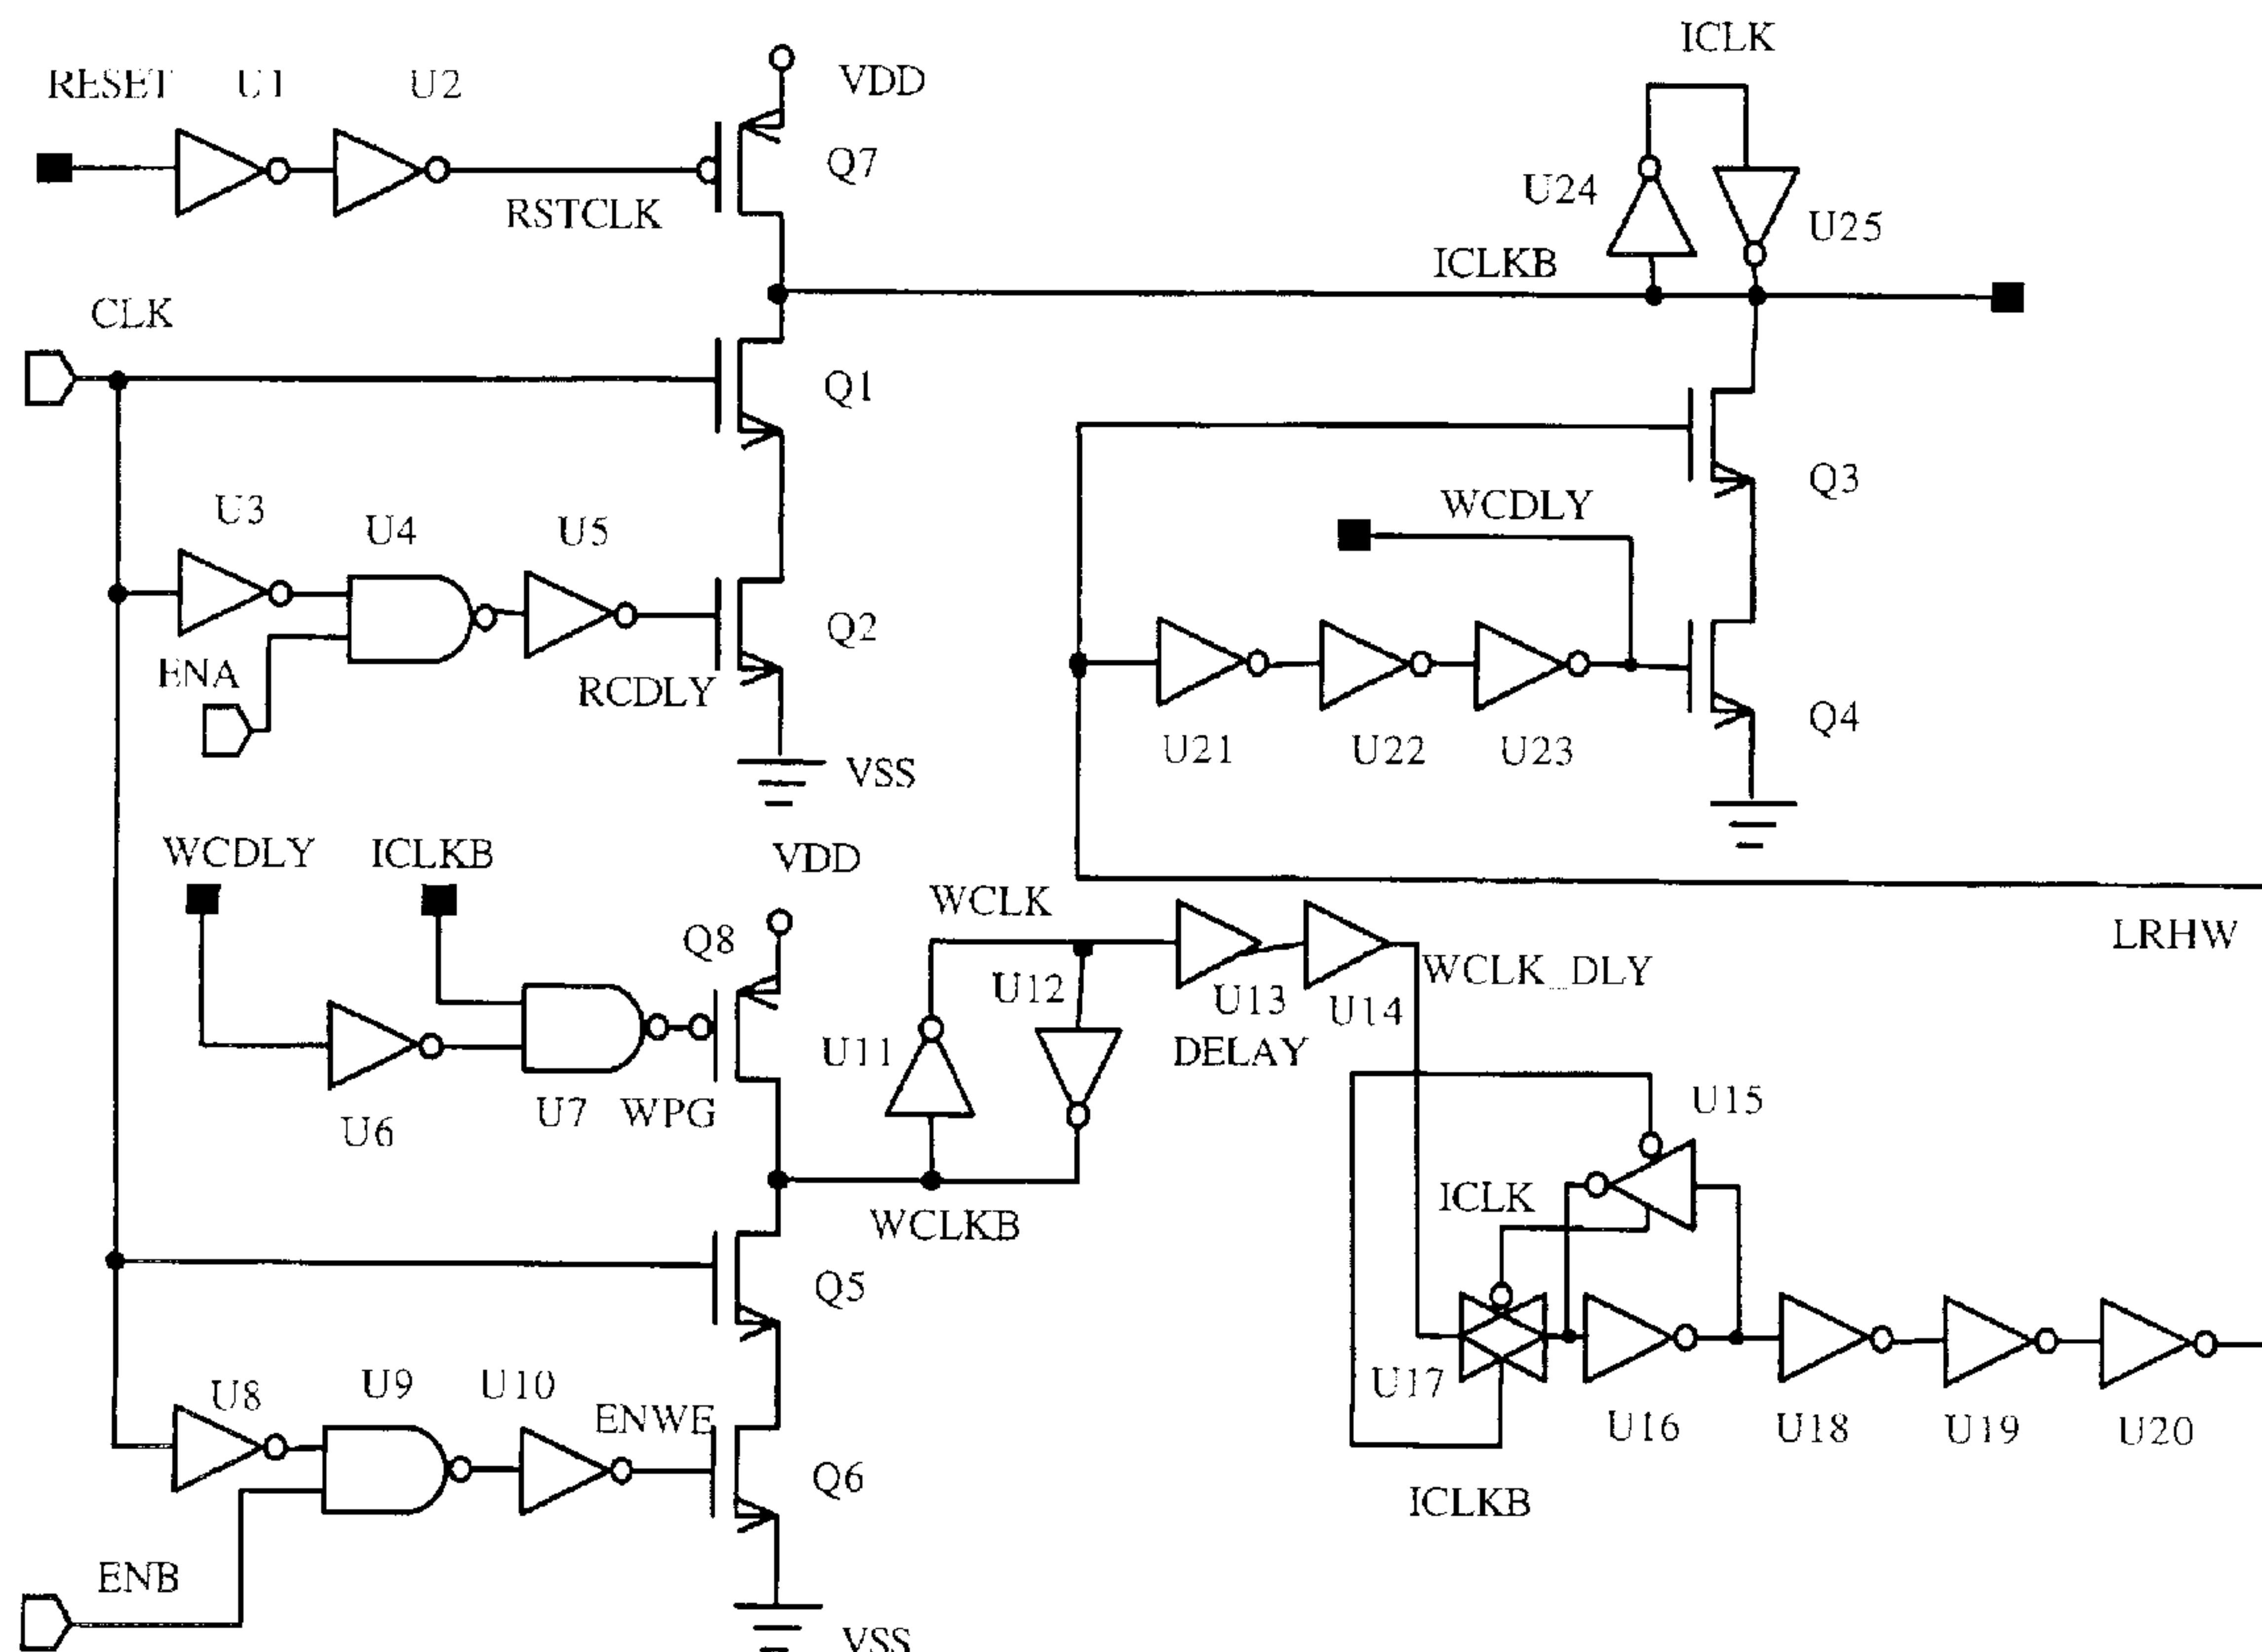 ICLK
RESET U1 U2
VDD
Q7
U24
U25
RSTCLK
ICLKB
CLK
Q1
Q3
WCDLY
U3
U4
U5
Q2
ENA
RCDLY
Q4
U21 U22 U23
VSS
WCDLY ICLKB
VDD
WCLK
LRHW
Q8
WCLK_DLY
U12
U13
U14
U11
DELAY
U7
WPG
U15
U6
ICLK
WCLKB
Q5
U17
U9
U10
U8
ENWE
U16 U18 U19 U20
Q6
ICLKB
ENB
VSS